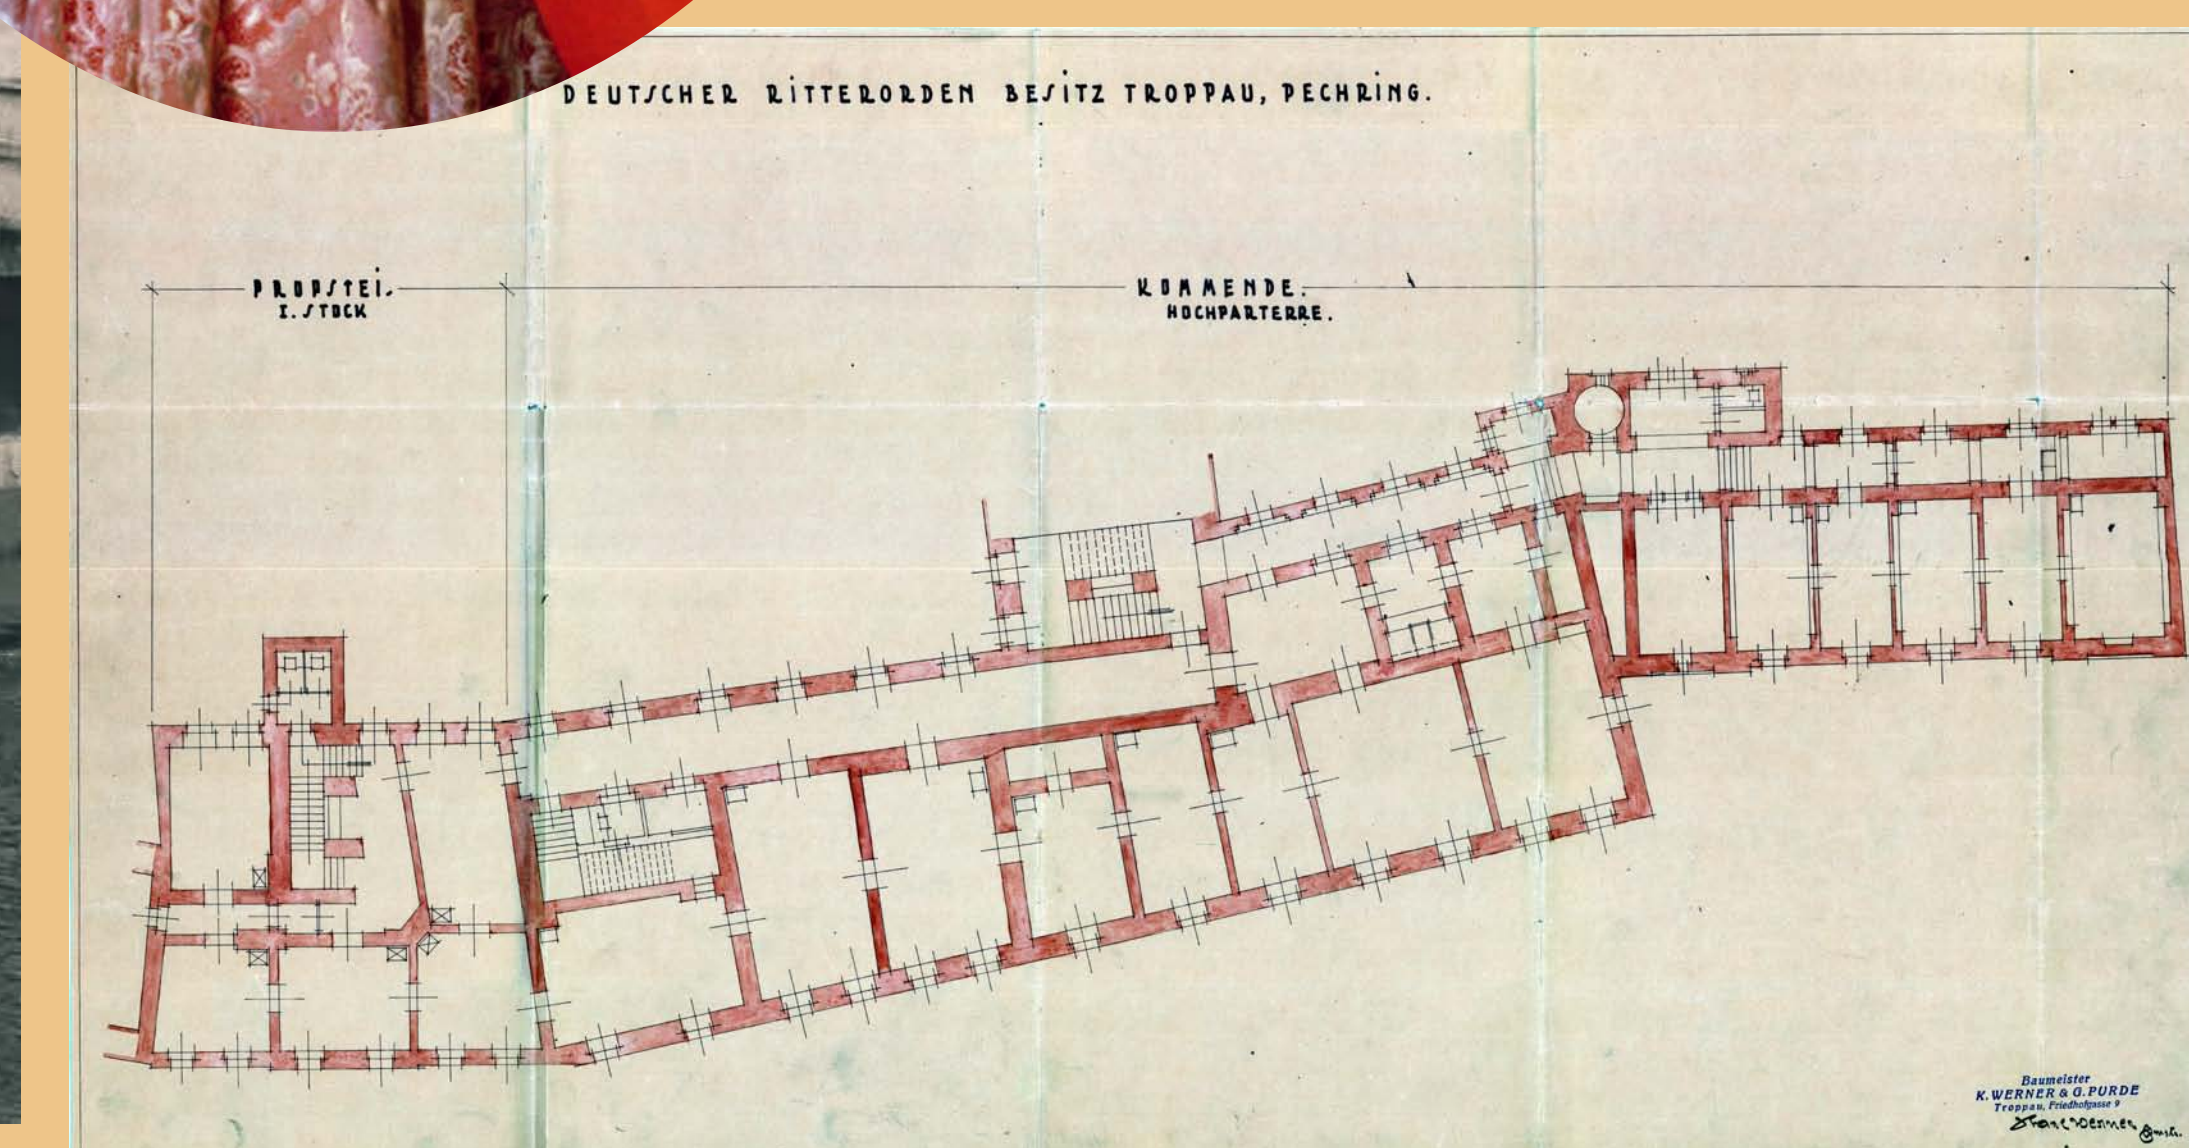 DEUTSCHER RITTERORDEN BESITZ TROPPAU, PECHRING.
PROPSTEI.
I. STOCK
KOMMENDE.
HOCHPARTERRE.
Baumeister
K. WERNER & G. PURDE
Troppau, Friedhofgasse 9